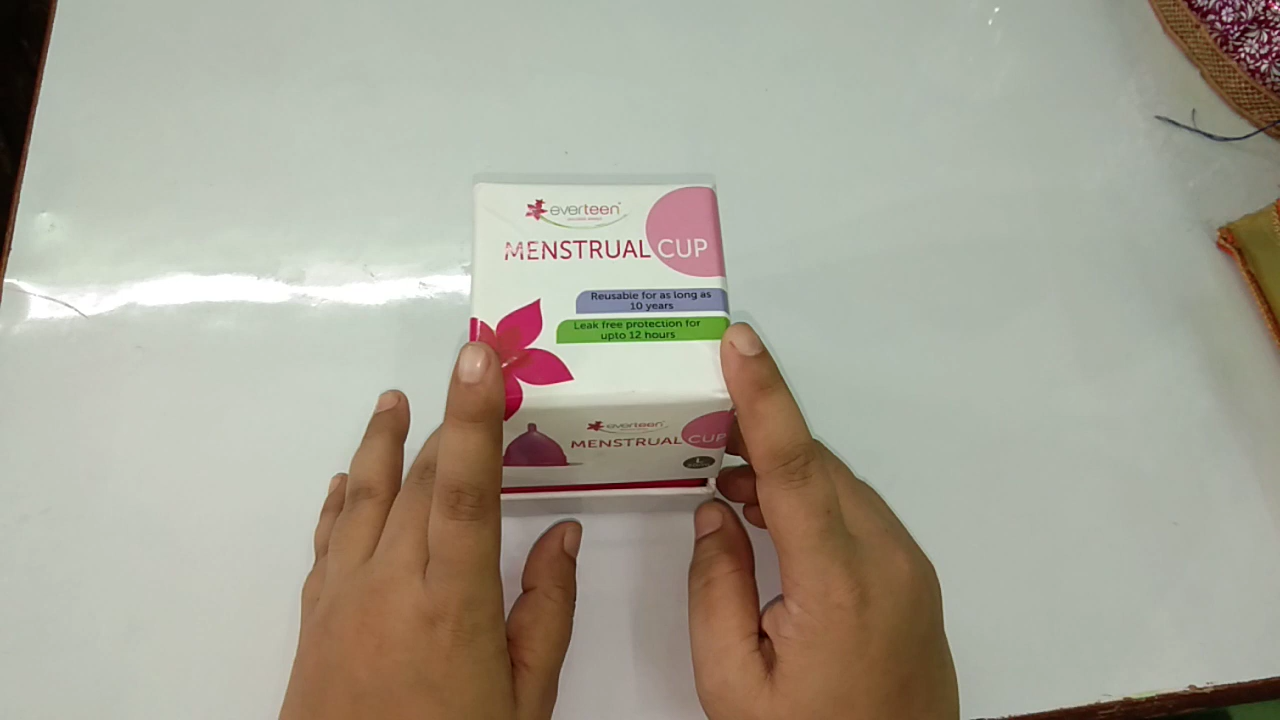 everteen
MENSTRUAL CUP
Reusable for as long as
10 years
Leak free protection for
upto 12 hours
everteen
MENSTRUAL CUP
L